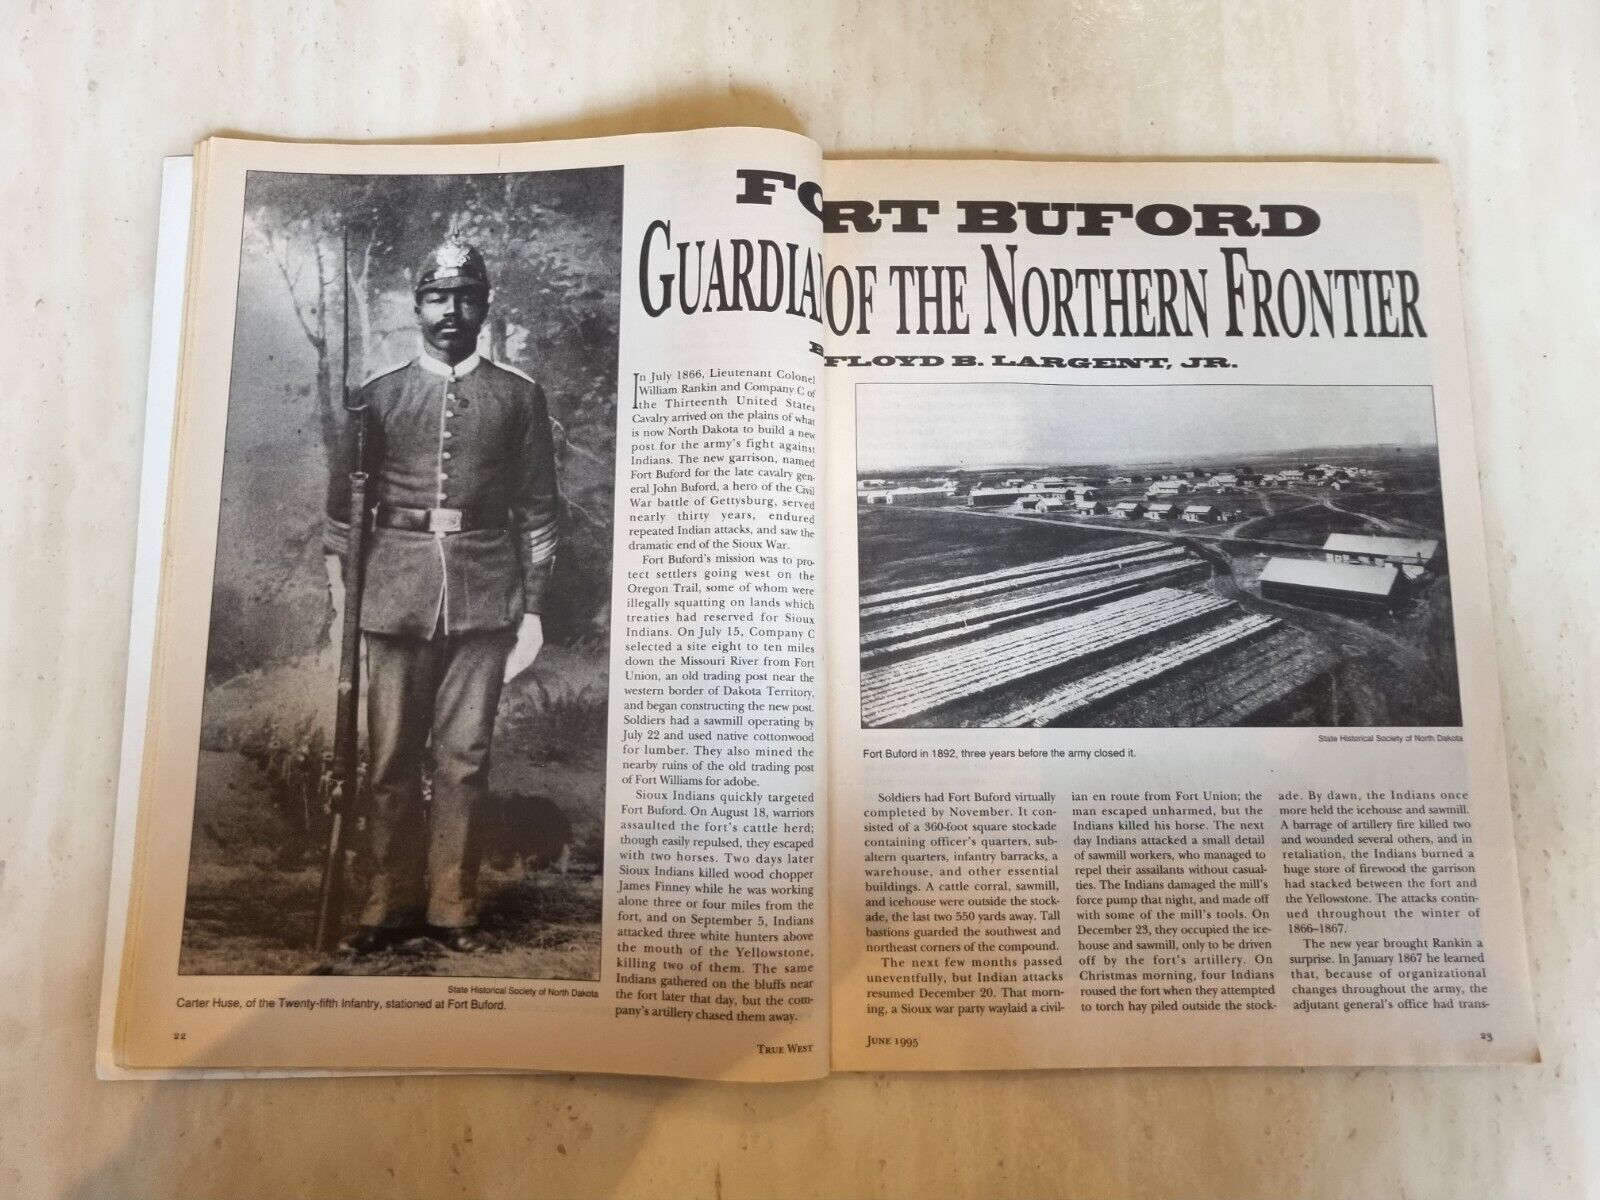 FORT BUFORD
GUARDIAN OF THE NORTHERN FRONTIER
FLOYD B. LARGENT, JR.
In July 1866, Lieutenant Colonel
William Rankin and Company C of
the Thirteenth United States
Cavalry arrived on the plains of what
is now North Dakota to build a new
post for the army's fight against
Indians. The new garrison, named
Fort Buford for the late cavalry gen-
eral John Buford, a hero of the Civil
War battle of Gettysburg, served
nearly thirty years, endured
repeated Indian attacks, and saw the
dramatic end of the Sioux War.
Fort Buford's mission was to pro-
tect settlers going west on the
Oregon Trail, some of whom were
illegally squatting on lands which
treaties had reserved for Sioux
Indians. On July 15, Company C
selected a site eight to ten miles
down the Missouri River from Fort
Union, an old trading post near the
western border of Dakota Territory,
and began constructing the new post.
Soldiers had a sawmill operating by
July 22 and used native cottonwood
for lumber. They also mined the
nearby ruins of the old trading post
of Fort Williams for adobe.
Sioux Indians quickly targeted
Fort Buford. On August 18, warriors
assaulted the fort's cattle herd;
though easily repulsed, they escaped
with two horses. Two days later
Sioux Indians killed wood chopper
James Finney while he was working
alone three or four miles from the
fort, and on September 5, Indians
attacked three white hunters above
the mouth of the Yellowstone,
killing two of them. The same
Indians gathered on the bluffs near
the fort later that day, but the com-
pany's artillery chased them away.
State Historical Society of North Dakota
Carter Huse, of the Twenty-fifth Infantry, stationed at Fort Buford.
22
TRUE WEST
State Historical Society of North Dakota
Fort Buford in 1892, three years before the army closed it.
Soldiers had Fort Buford virtually
completed by November. It con-
sisted of a 360-foot square stockade
containing officer's quarters, sub-
altern quarters, infantry barracks, a
warehouse, and other essential
buildings. A cattle corral, sawmill,
and icehouse were outside the stock-
ade, the last two 550 yards away. Tall
bastions guarded the southwest and
northeast corners of the compound.
The next few months passed
uneventfully, but Indian attacks
resumed December 20. That morn-
ing, a Sioux war party waylaid a civil-
ian en route from Fort Union; the
man escaped unharmed, but the
Indians killed his horse. The next
day Indians attacked a small detail
of sawmill workers, who managed to
repel their assailants without casual-
ties. The Indians damaged the mill's
force pump that night, and made off
with some of the mill's tools. On
December 23, they occupied the ice-
house and sawmill, only to be driven
off by the fort's artillery. On
Christmas morning, four Indians
roused the fort when they attempted
to torch hay piled outside the stock-
ade. By dawn, the Indians once
more held the icehouse and sawmill.
A barrage of artillery fire killed two
and wounded several others, and in
retaliation, the Indians burned a
huge store of firewood the garrison
had stacked between the fort and
the Yellowstone. The attacks contin-
ued throughout the winter of
1866–1867.
The new year brought Rankin a
surprise. In January 1867 he learned
that, because of organizational
changes throughout the army, the
adjutant general's office had trans-
JUNE 1995
23